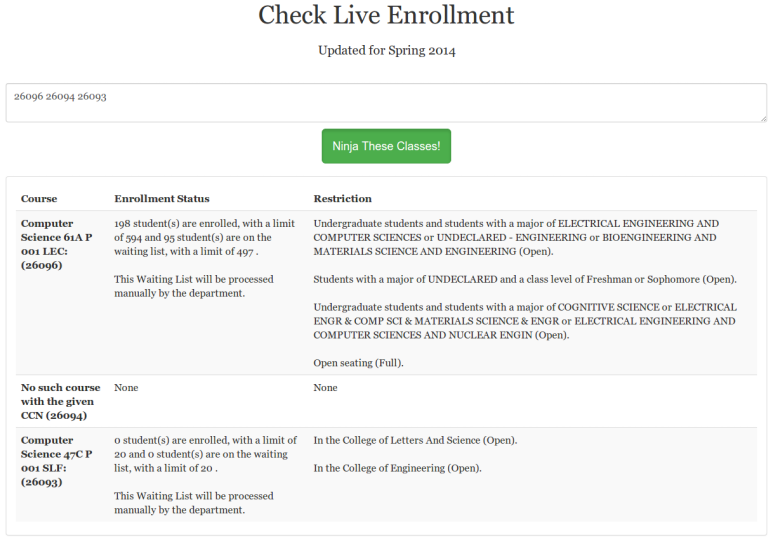 Check Live Enrollment
Updated for Spring 2014
26096 26094 26093
Ninja These Classes!
Course Enrollment Status Restriction
Computer
Science 61A P
001 LEC:
(26096)
198 student(s) are enrolled, with a limit
of 594 and 95 student(s) are on the
waiting list, with a limit of 497 .
This Waiting List will be processed
manually by the department.
Undergraduate students and students with a major of ELECTRICAL ENGINEERING AND
COMPUTER SCIENCES or UNDECLARED - ENGINEERING or BIOENGINEERING AND
MATERIALS SCIENCE AND ENGINEERING (Open).
Students with a major of UNDECLARED and a class level of Freshman or Sophomore (Open).
Undergraduate students and students with a major of COGNITIVE SCIENCE or ELECTRICAL
ENGR & COMP SCI & MATERIALS SCIENCE & ENGR or ELECTRICAL ENGINEERING AND
COMPUTER SCIENCES AND NUCLEAR ENGIN (Open).
Open seating (Full).
No such course
with the given
CCN (26094)
None
None
Computer
Science 47C P
001 SLF:
(26093)
0 student(s) are enrolled, with a limit of
20 and 0 student(s) are on the waiting
list, with a limit of 20 .
This Waiting List will be processed
manually by the department.
In the College of Letters And Science (Open).
In the College of Engineering (Open).